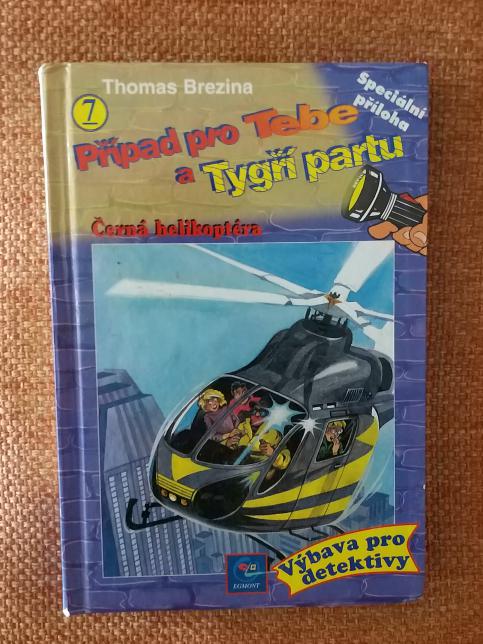 Thomas Brezina
7
Speciální
příloha
Případ pro Tebe
a Tygří partu
Černá helikoptéra
EGMONT
Výbava pro
detektivy